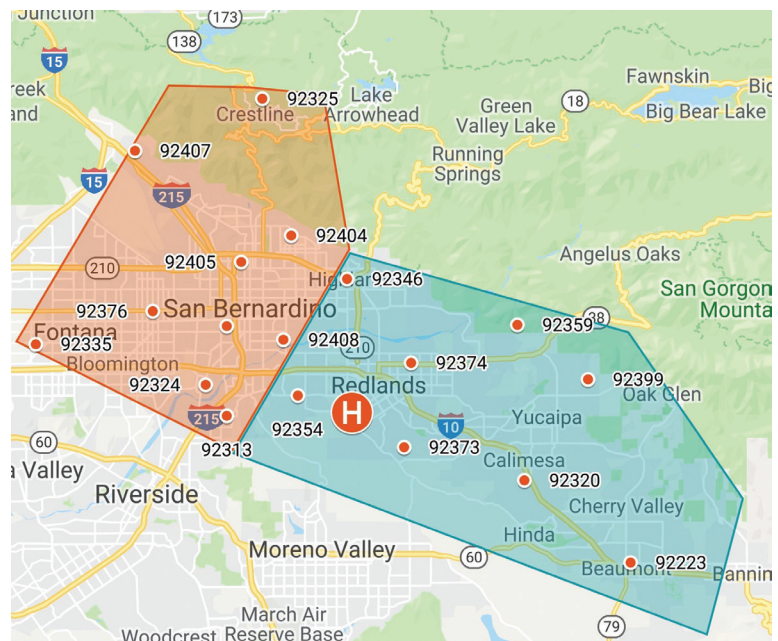 Junction
173
138
15
Fawnskin
Big
reek
and
92325
Lake
Arrowhead
Crestline
Green
Valley Lake
18
Big Bear Lake
92407
Running
Springs
15
215
92404
Angelus Oaks
210
92405
92346
San Gorgon
Mounta
92376
San Bernardino
38
92359
Fontana
92335
92408
210
Bloomington
92374
92324
Redlands
92399
Oak Glen
215
92354
H
10
Yucaipa
60
92313
92373
Calimesa
a Valley
92320
Riverside
Cherry Valley
Hinda
Moreno Valley
60
Beaumont
92223
Bannin
March Air
Reserve Base
Woodcrest
79